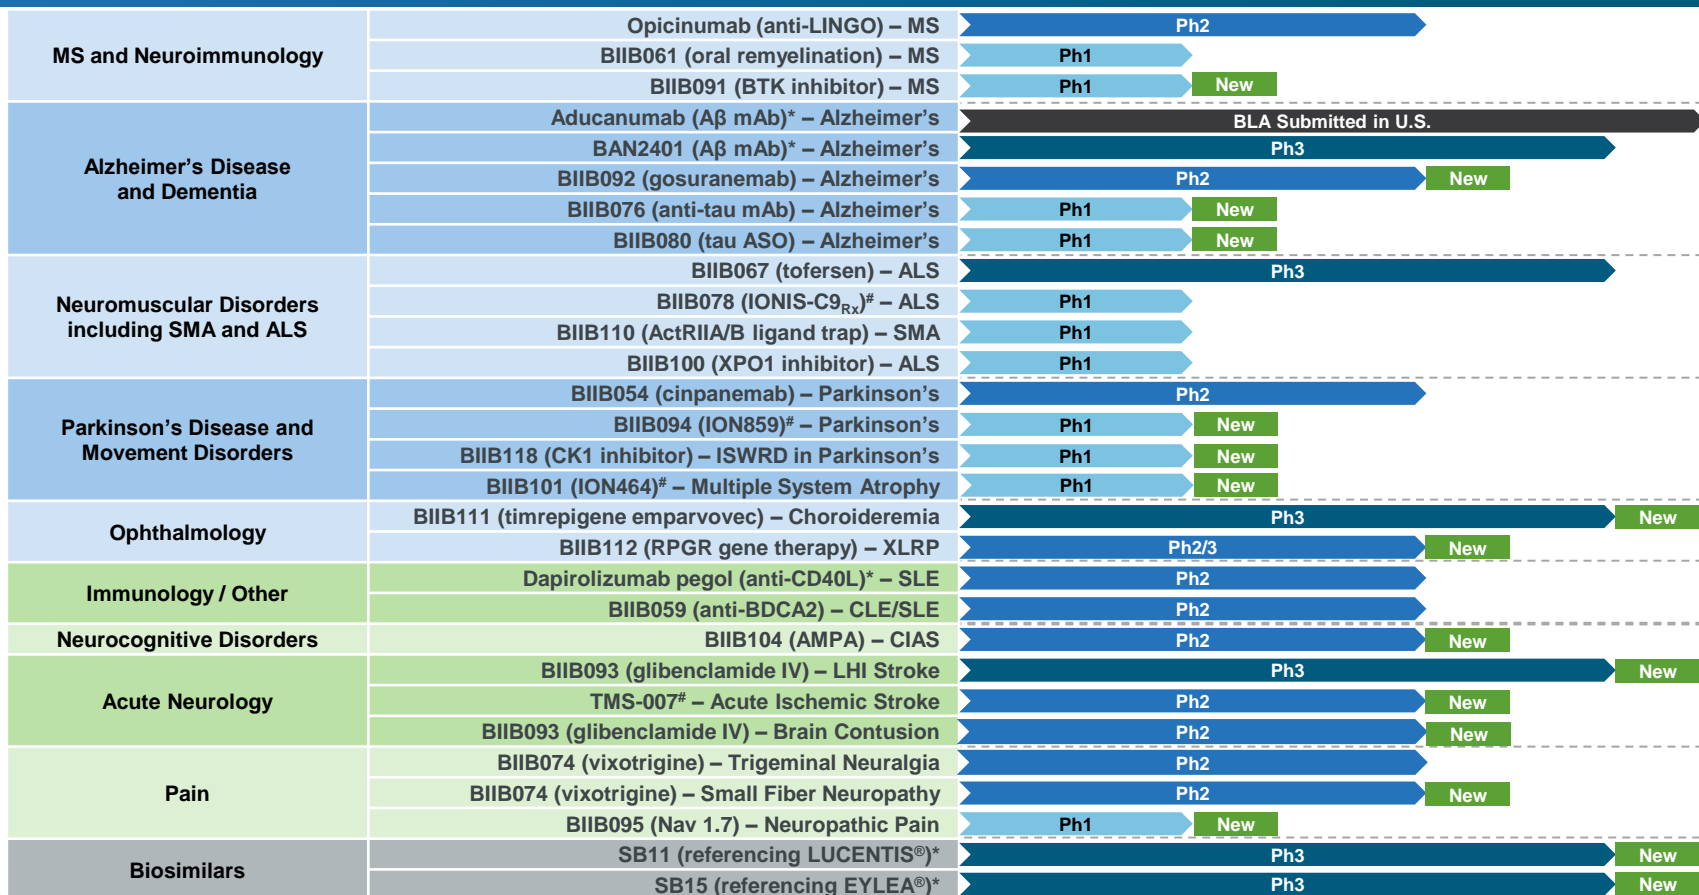 MS and Neuroimmunology
Opicinumab (anti-LINGO) – MS Ph2
BIIB061 (oral remyelination) – MS Ph1
BIIB091 (BTK inhibitor) – MS Ph1 New
Alzheimer’s Disease
and Dementia
Aducanumab (Aβ mAb)* – Alzheimer’s BLA Submitted in U.S.
BAN2401 (Aβ mAb)* – Alzheimer’s Ph3
BIIB092 (gosuranemab) – Alzheimer’s Ph2 New
BIIB076 (anti-tau mAb) – Alzheimer’s Ph1 New
BIIB080 (tau ASO) – Alzheimer’s Ph1 New
Neuromuscular Disorders
including SMA and ALS
BIIB067 (tofersen) – ALS Ph3
BIIB078 (IONIS-C9Rx)# – ALS Ph1
BIIB110 (ActRIIA/B ligand trap) – SMA Ph1
BIIB100 (XPO1 inhibitor) – ALS Ph1
Parkinson’s Disease and
Movement Disorders
BIIB054 (cinpanemab) – Parkinson’s Ph2
BIIB094 (ION859)# – Parkinson’s Ph1 New
BIIB118 (CK1 inhibitor) – ISWRD in Parkinson’s Ph1 New
BIIB101 (ION464)# – Multiple System Atrophy Ph1 New
Ophthalmology
BIIB111 (timrepigene emparvovec) – Choroideremia Ph3 New
BIIB112 (RPGR gene therapy) – XLRP Ph2/3 New
Immunology / Other
Dapirolizumab pegol (anti-CD40L)* – SLE Ph2
BIIB059 (anti-BDCA2) – CLE/SLE Ph2
Neurocognitive Disorders
BIIB104 (AMPA) – CIAS Ph2 New
Acute Neurology
BIIB093 (glibenclamide IV) – LHI Stroke Ph3 New
TMS-007# – Acute Ischemic Stroke Ph2 New
BIIB093 (glibenclamide IV) – Brain Contusion Ph2 New
Pain
BIIB074 (vixotrigine) – Trigeminal Neuralgia Ph2
BIIB074 (vixotrigine) – Small Fiber Neuropathy Ph2 New
BIIB095 (Nav 1.7) – Neuropathic Pain Ph1 New
Biosimilars
SB11 (referencing LUCENTIS®)* Ph3 New
SB15 (referencing EYLEA®)* Ph3 New